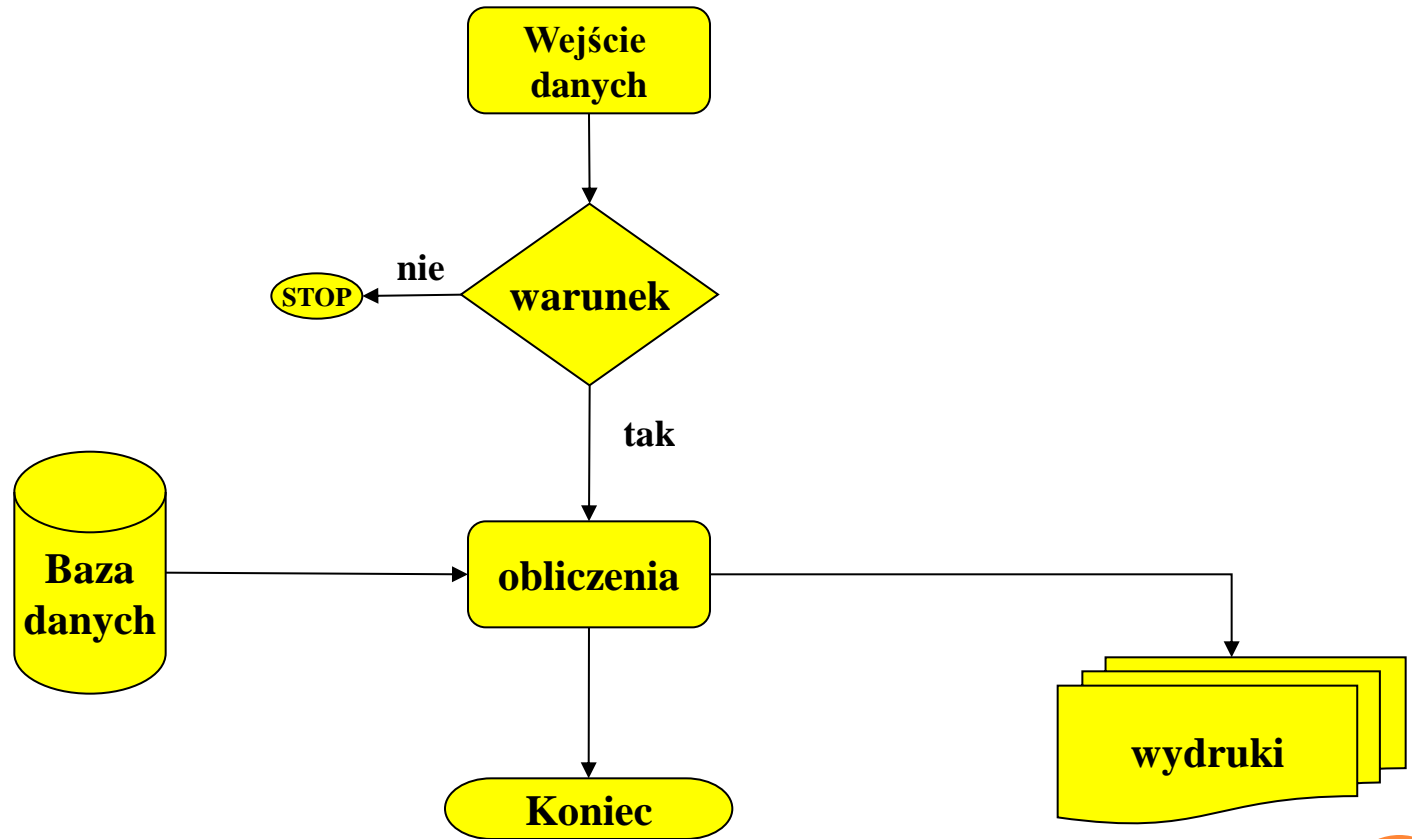 Wejście
danych
nie
STOP
warunek
tak
Baza
danych
obliczenia
wydruki
Koniec